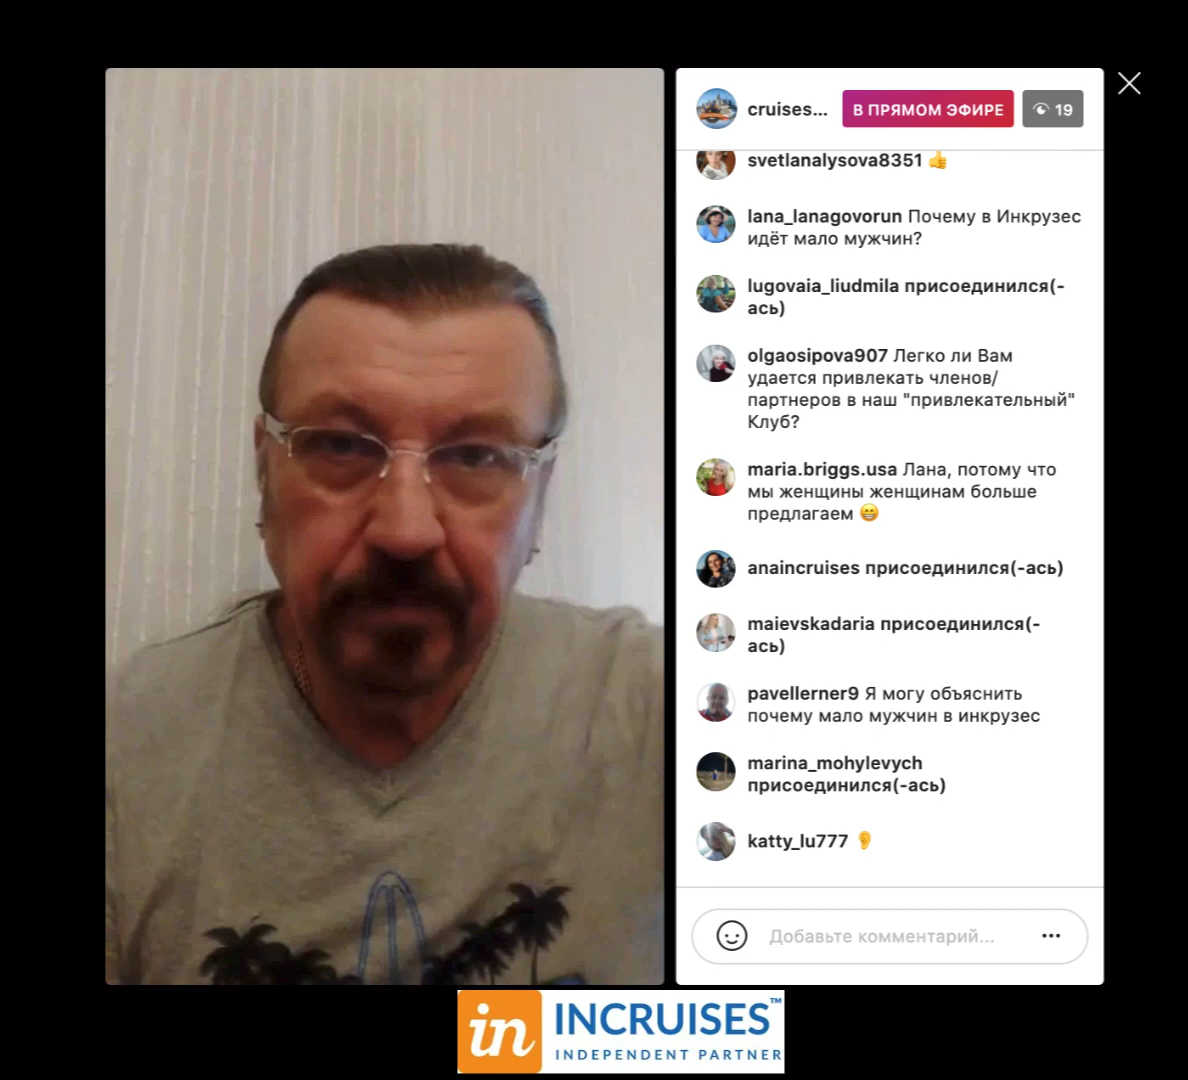 cruises...
В ПРЯМОМ ЭФИРЕ
19
svetlanalysova8351 👍
lana_lanagovorun Почему в Инкрузес
идёт мало мужчин?
lugovaia_liudmila присоединился(-
ась)
olgaosipova907 Легко ли Вам
удается привлекать членов/
партнеров в наш "привлекательный"
Клуб?
maria.briggs.usa Лана, потому что
мы женщины женщинам больше
предлагаем 😁
anaincruises присоединился(-ась)
maievskadaria присоединился(-
ась)
pavellerner9 Я могу объяснить
почему мало мужчин в инкрузес
marina_mohylevych
присоединился(-ась)
katty_lu777 👂
Добавьте комментарий...
in INCRUISES™
INDEPENDENT PARTNER